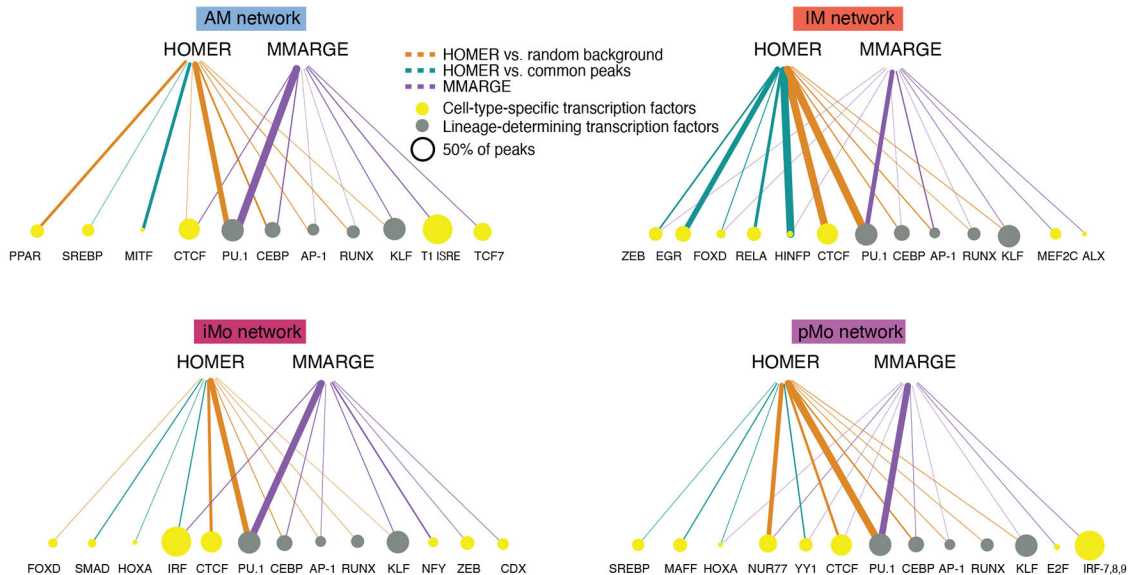 AM network
HOMER MMARGE
PPAR SREBP MITF CTCF PU.1 CEBP AP-1 RUNX KLF T1 ISRE TCF7
HOMER vs. random background
HOMER vs. common peaks
MMARGE
Cell-type-specific transcription factors
Lineage-determining transcription factors
50% of peaks
IM network
HOMER MMARGE
ZEB EGR FOXD RELA HINFP CTCF PU.1 CEBP AP-1 RUNX KLF MEF2C ALX
iMo network
HOMER MMARGE
FOXD SMAD HOXA IRF CTCF PU.1 CEBP AP-1 RUNX KLF NFY ZEB CDX
pMo network
HOMER MMARGE
SREBP MAFF HOXA NUR77 YY1 CTCF PU.1 CEBP AP-1 RUNX KLF E2F IRF-7,8,9